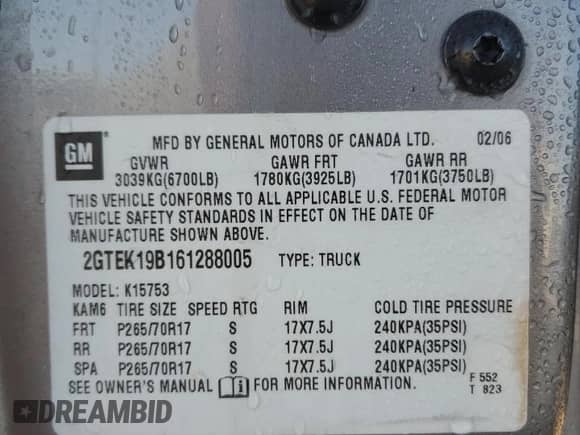 GM
MFD BY GENERAL MOTORS OF CANADA LTD. 02/06
GVWR GAWR FRT GAWR RR
3039KG(6700LB) 1780KG(3925LB) 1701KG(3750LB)
THIS VEHICLE CONFORMS TO ALL APPLICABLE U.S. FEDERAL MOTOR
VEHICLE SAFETY STANDARDS IN EFFECT ON THE DATE OF
MANUFACTURE SHOWN ABOVE.
2GTEK19B161288005 TYPE: TRUCK
MODEL: K15753
KAM6 TIRE SIZE SPEED RTG RIM COLD TIRE PRESSURE
FRT P265/70R17 S 17X7.5J 240KPA(35PSI)
RR P265/70R17 S 17X7.5J 240KPA(35PSI)
SPA P265/70R17 S 17X7.5J 240KPA(35PSI)
SEE OWNER'S MANUAL FOR MORE INFORMATION.
F 552
T 823
DREAMBID